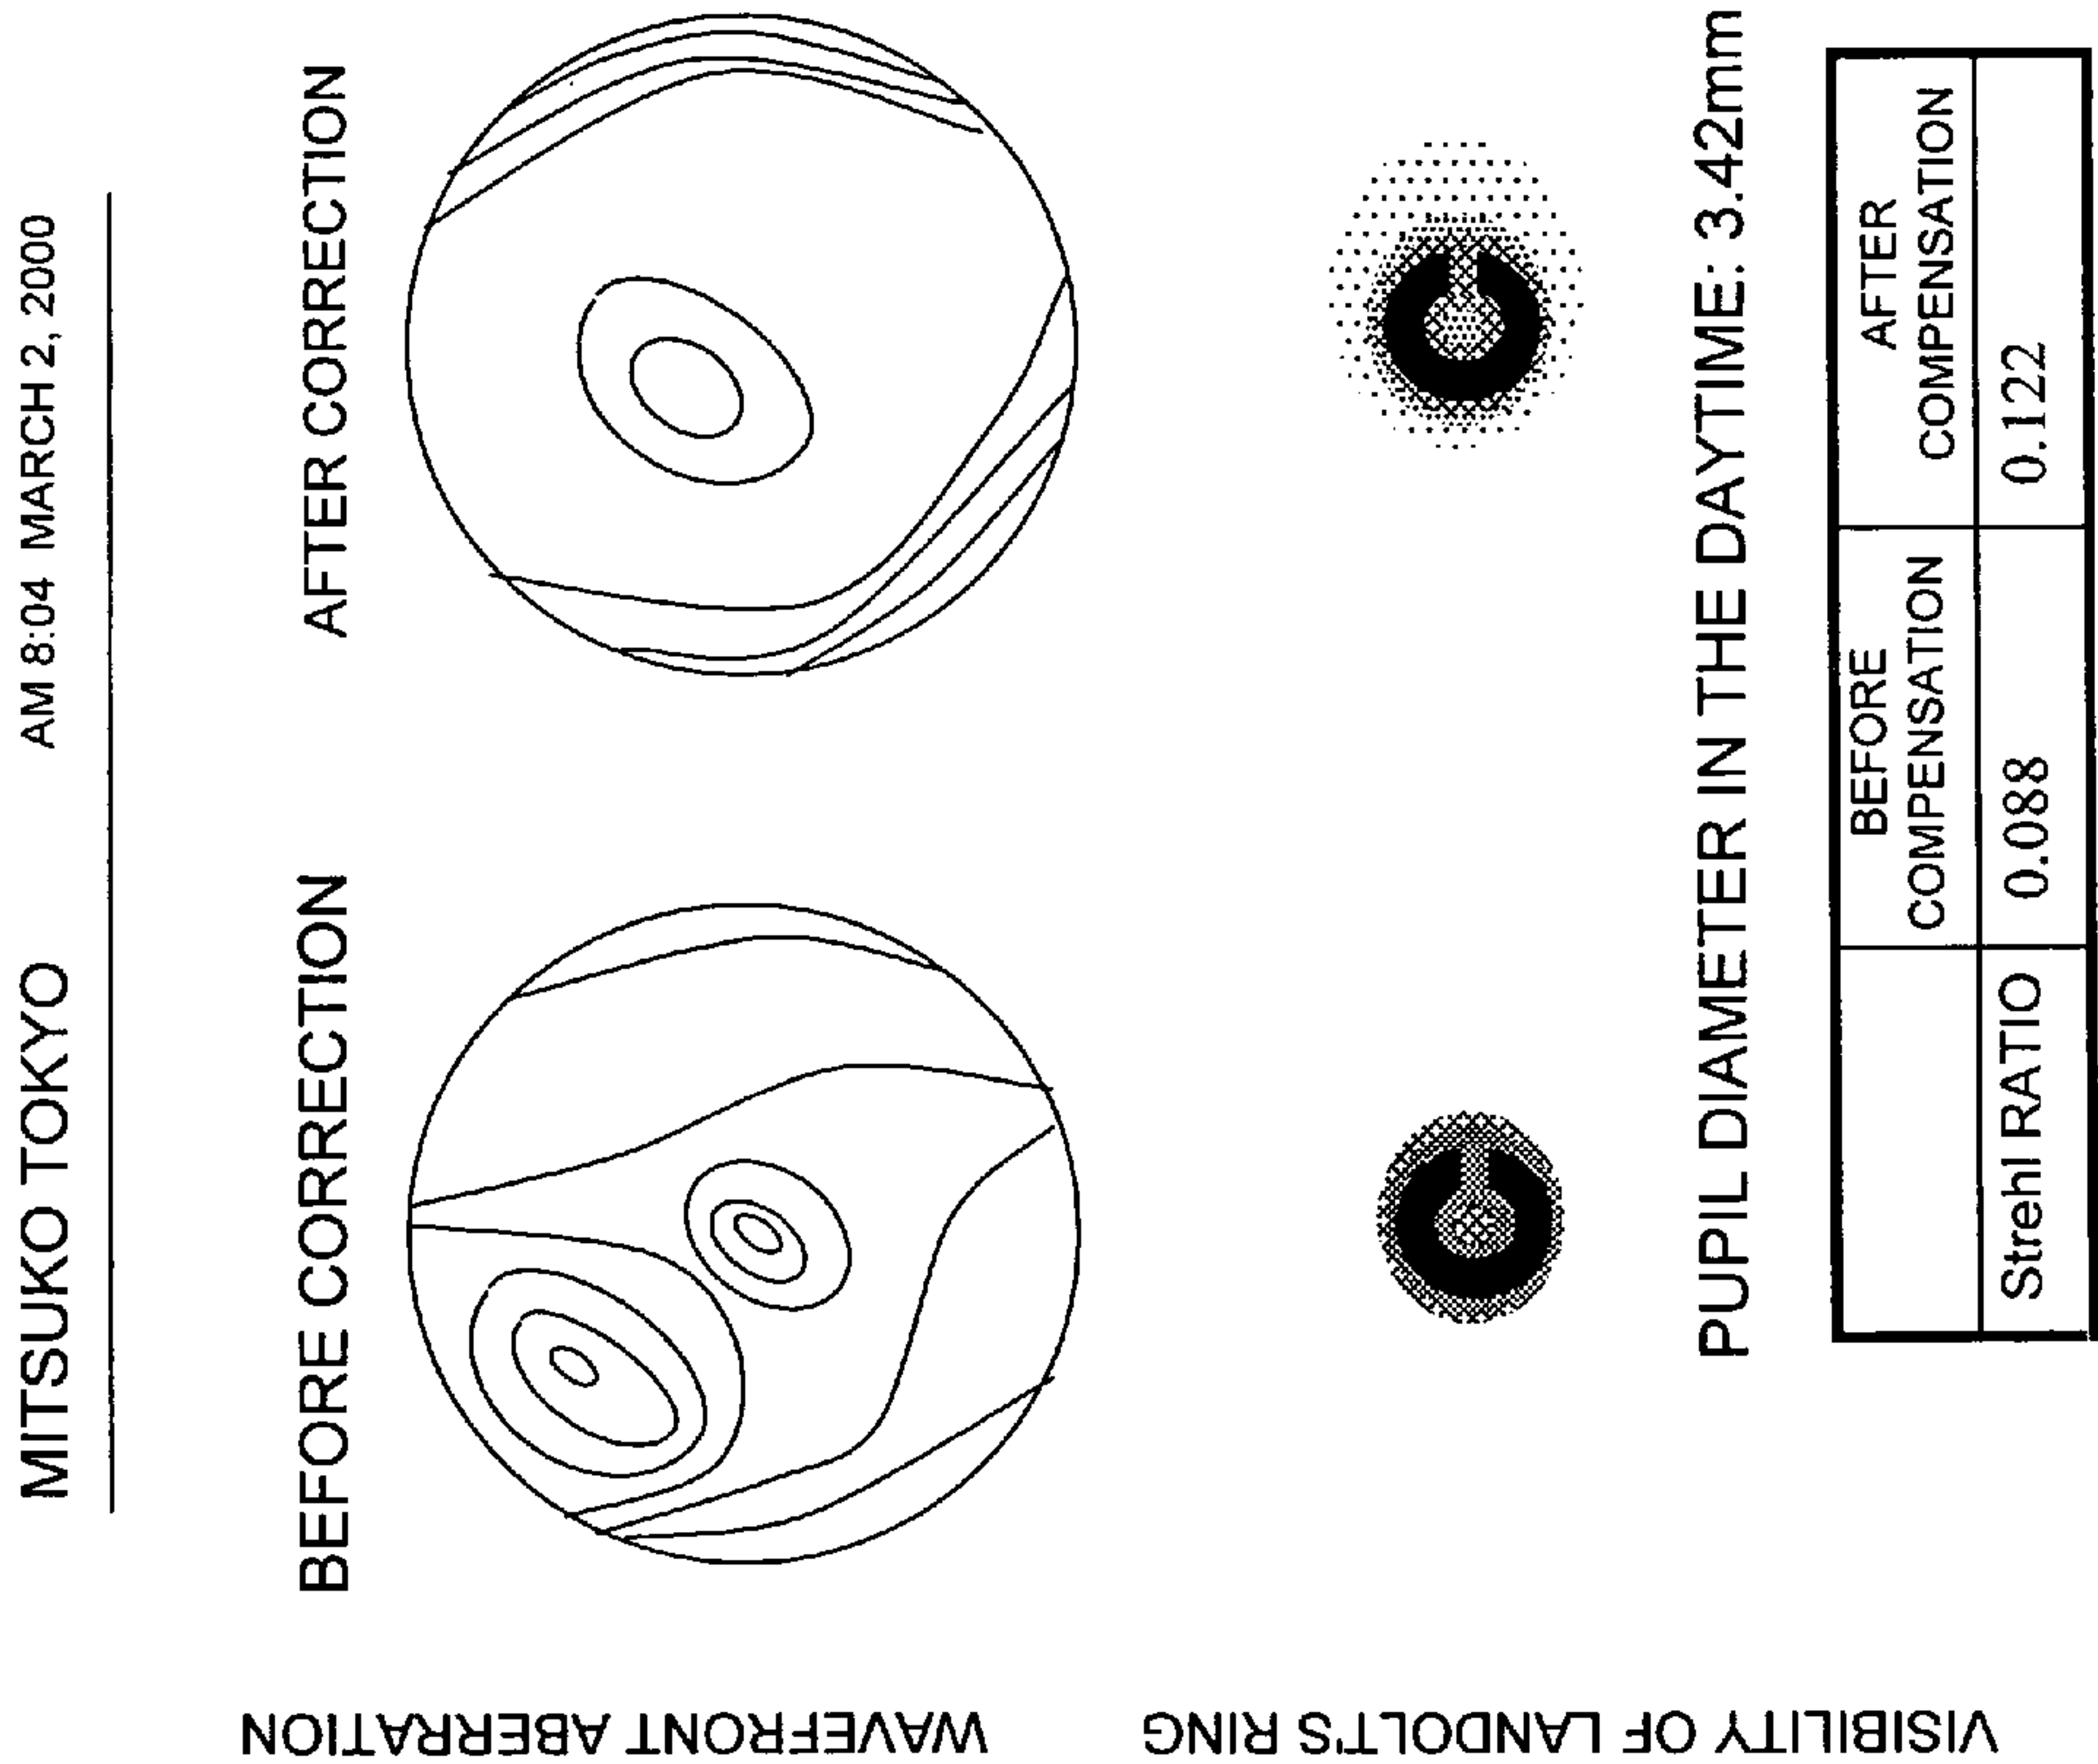 MITSUKO TOKYO AM 8:04 MARCH 2, 2000
BEFORE CORRECTION AFTER CORRECTION
WAVEFRONT ABERRATION
VISIBILITY OF LANDOLT'S RING
PUPIL DIAMETER IN THE DAYTIME: 3.42mm
BEFORE
COMPENSATION
AFTER
COMPENSATION
Strehl RATIO 0.088 0.122